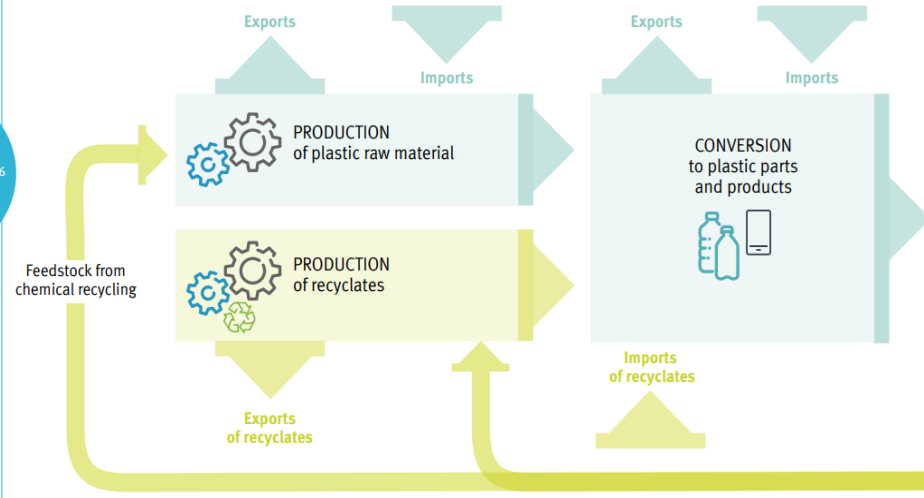 Exports
Exports
Imports
Imports
PRODUCTION
of plastic raw material
CONVERSION
to plastic parts
and products
6
PRODUCTION
of recyclates
Feedstock from
chemical recycling
Imports
of recyclates
Exports
of recyclates